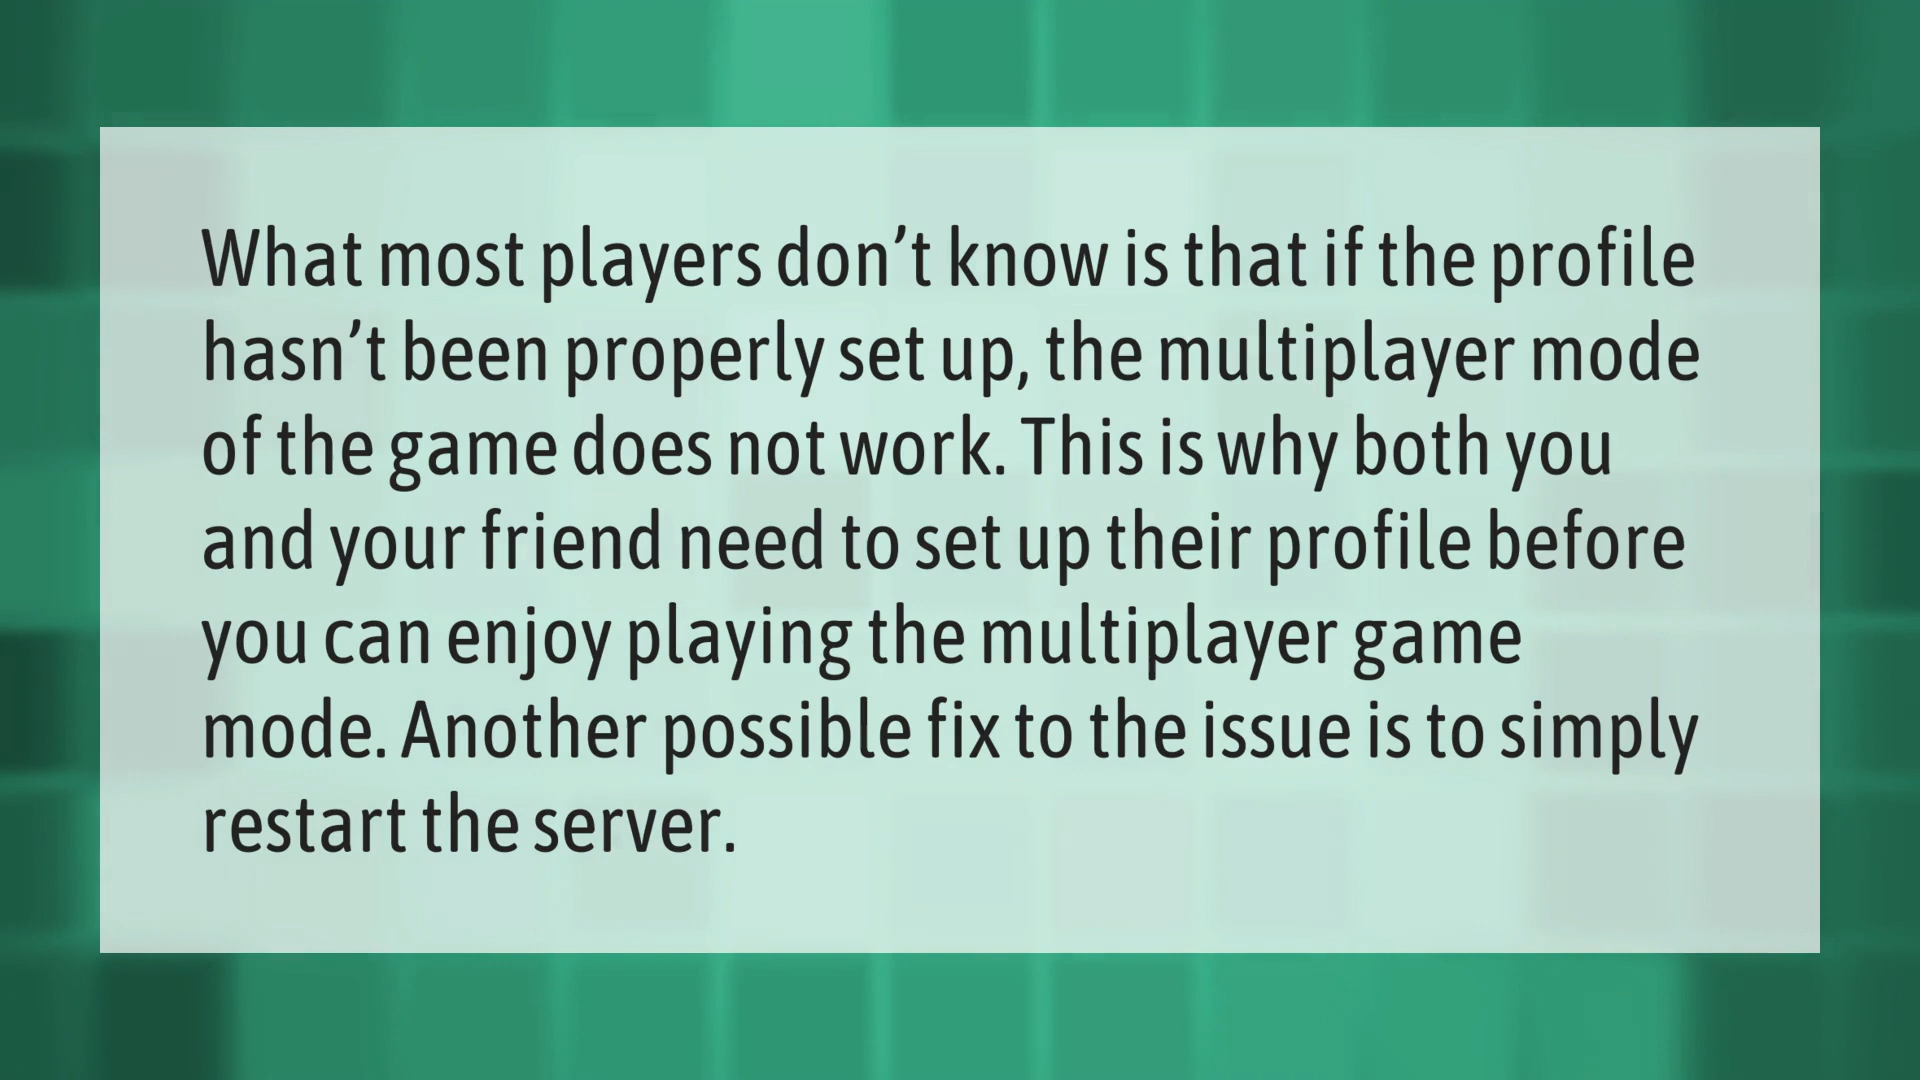 What most players don’t know is that if the profile
hasn’t been properly set up, the multiplayer mode
of the game does not work. This is why both you
and your friend need to set up their profile before
you can enjoy playing the multiplayer game
mode. Another possible fix to the issue is to simply
restart the server.